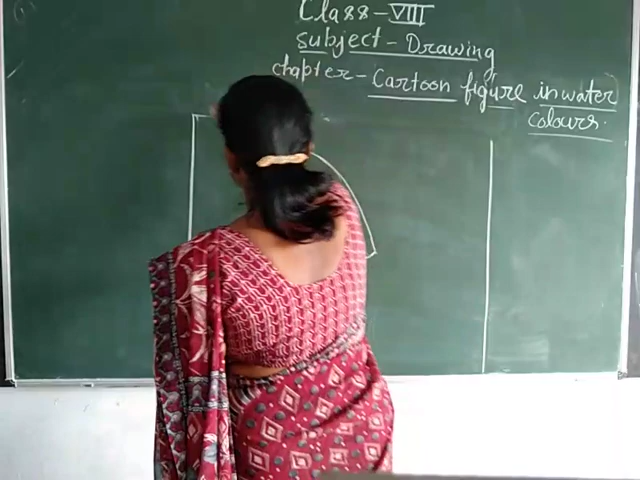 Class - VIII
subject - Drawing
chapter - Cartoon figure in water
colours.